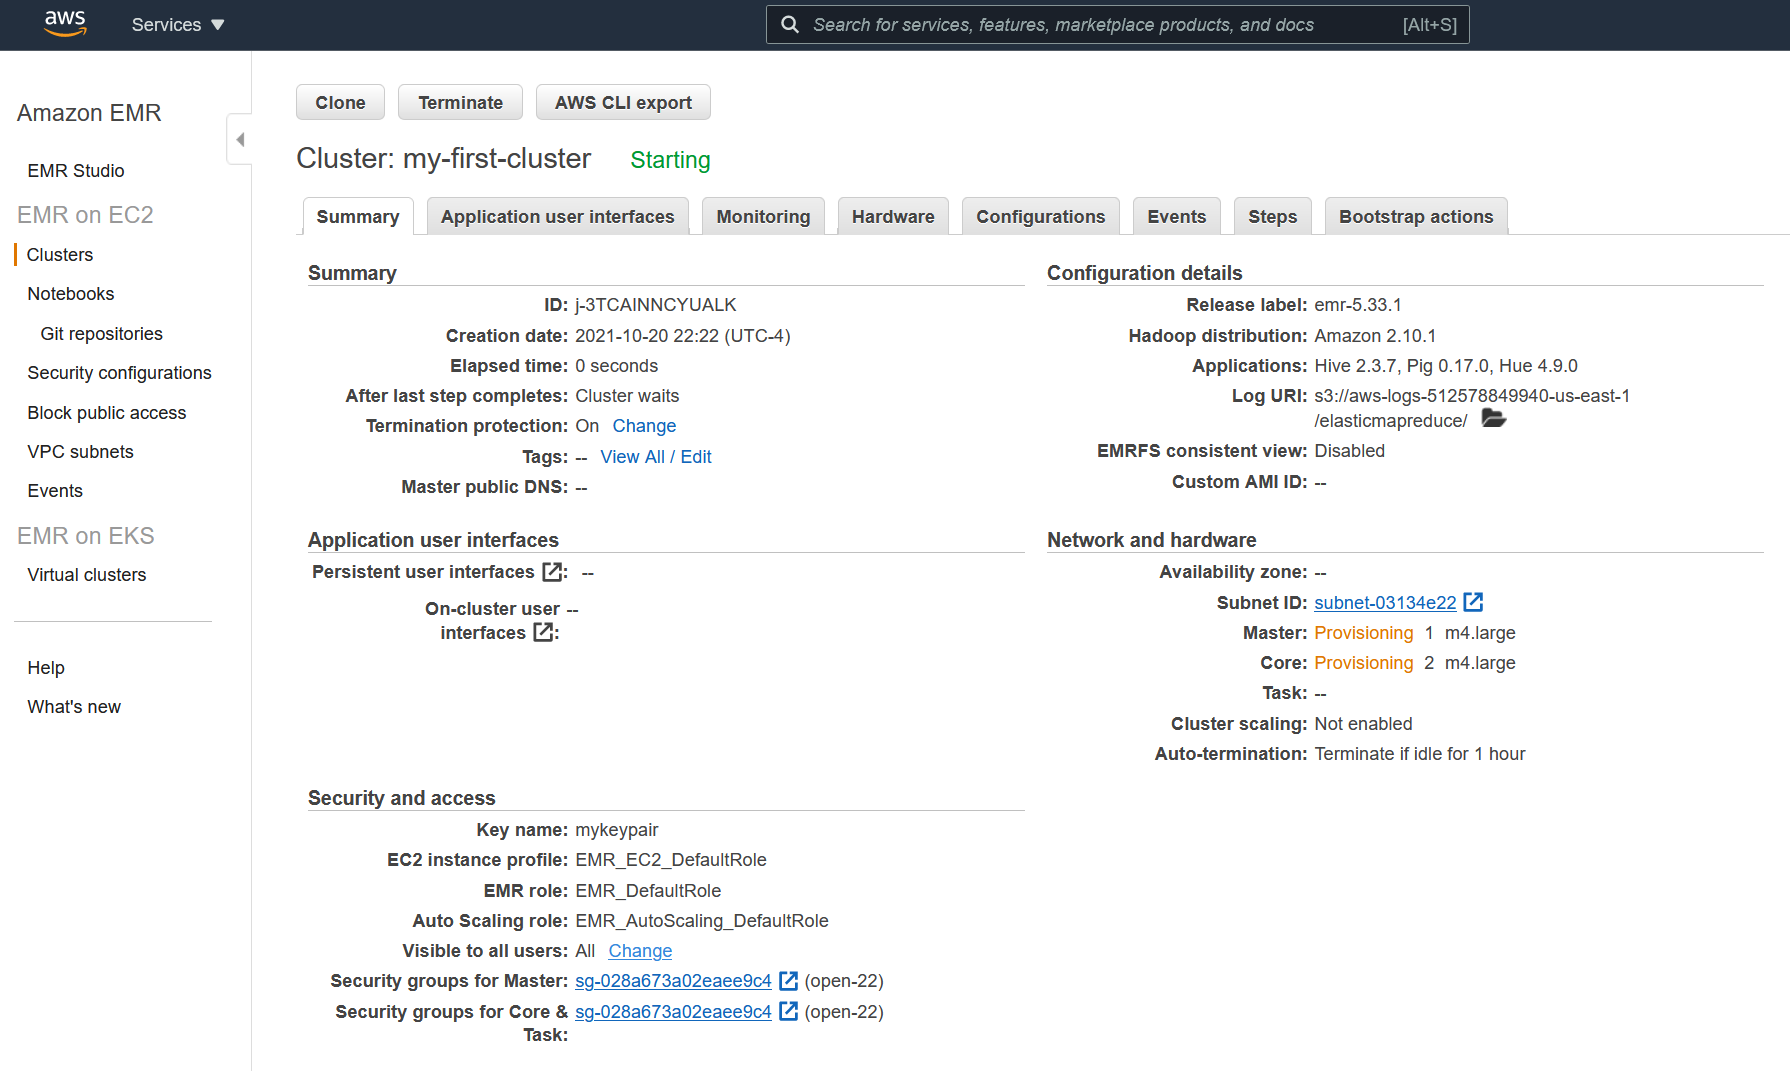 aws Services Search for services, features, marketplace products, and docs [Alt+S]
Amazon EMR
EMR Studio
EMR on EC2
Clusters
Notebooks
Git repositories
Security configurations
Block public access
VPC subnets
Events
EMR on EKS
Virtual clusters
Help
What's new
Clone Terminate AWS CLI export
Cluster: my-first-cluster Starting
Summary Application user interfaces Monitoring Hardware Configurations Events Steps Bootstrap actions
Summary
ID: j-3TCAINNCYUALK
Creation date: 2021-10-20 22:22 (UTC-4)
Elapsed time: 0 seconds
After last step completes: Cluster waits
Termination protection: On Change
Tags: -- View All / Edit
Master public DNS: --
Configuration details
Release label: emr-5.33.1
Hadoop distribution: Amazon 2.10.1
Applications: Hive 2.3.7, Pig 0.17.0, Hue 4.9.0
Log URI: s3://aws-logs-512578849940-us-east-1
/elasticmapreduce/
EMRFS consistent view: Disabled
Custom AMI ID: --
Application user interfaces
Persistent user interfaces : --
On-cluster user --
interfaces :
Network and hardware
Availability zone: --
Subnet ID: subnet-03134e22
Master: Provisioning 1 m4.large
Core: Provisioning 2 m4.large
Task: --
Cluster scaling: Not enabled
Auto-termination: Terminate if idle for 1 hour
Security and access
Key name: mykeypair
EC2 instance profile: EMR_EC2_DefaultRole
EMR role: EMR_DefaultRole
Auto Scaling role: EMR_AutoScaling_DefaultRole
Visible to all users: All Change
Security groups for Master: sg-028a673a02eaee9c4 (open-22)
Security groups for Core & sg-028a673a02eaee9c4 (open-22)
Task: